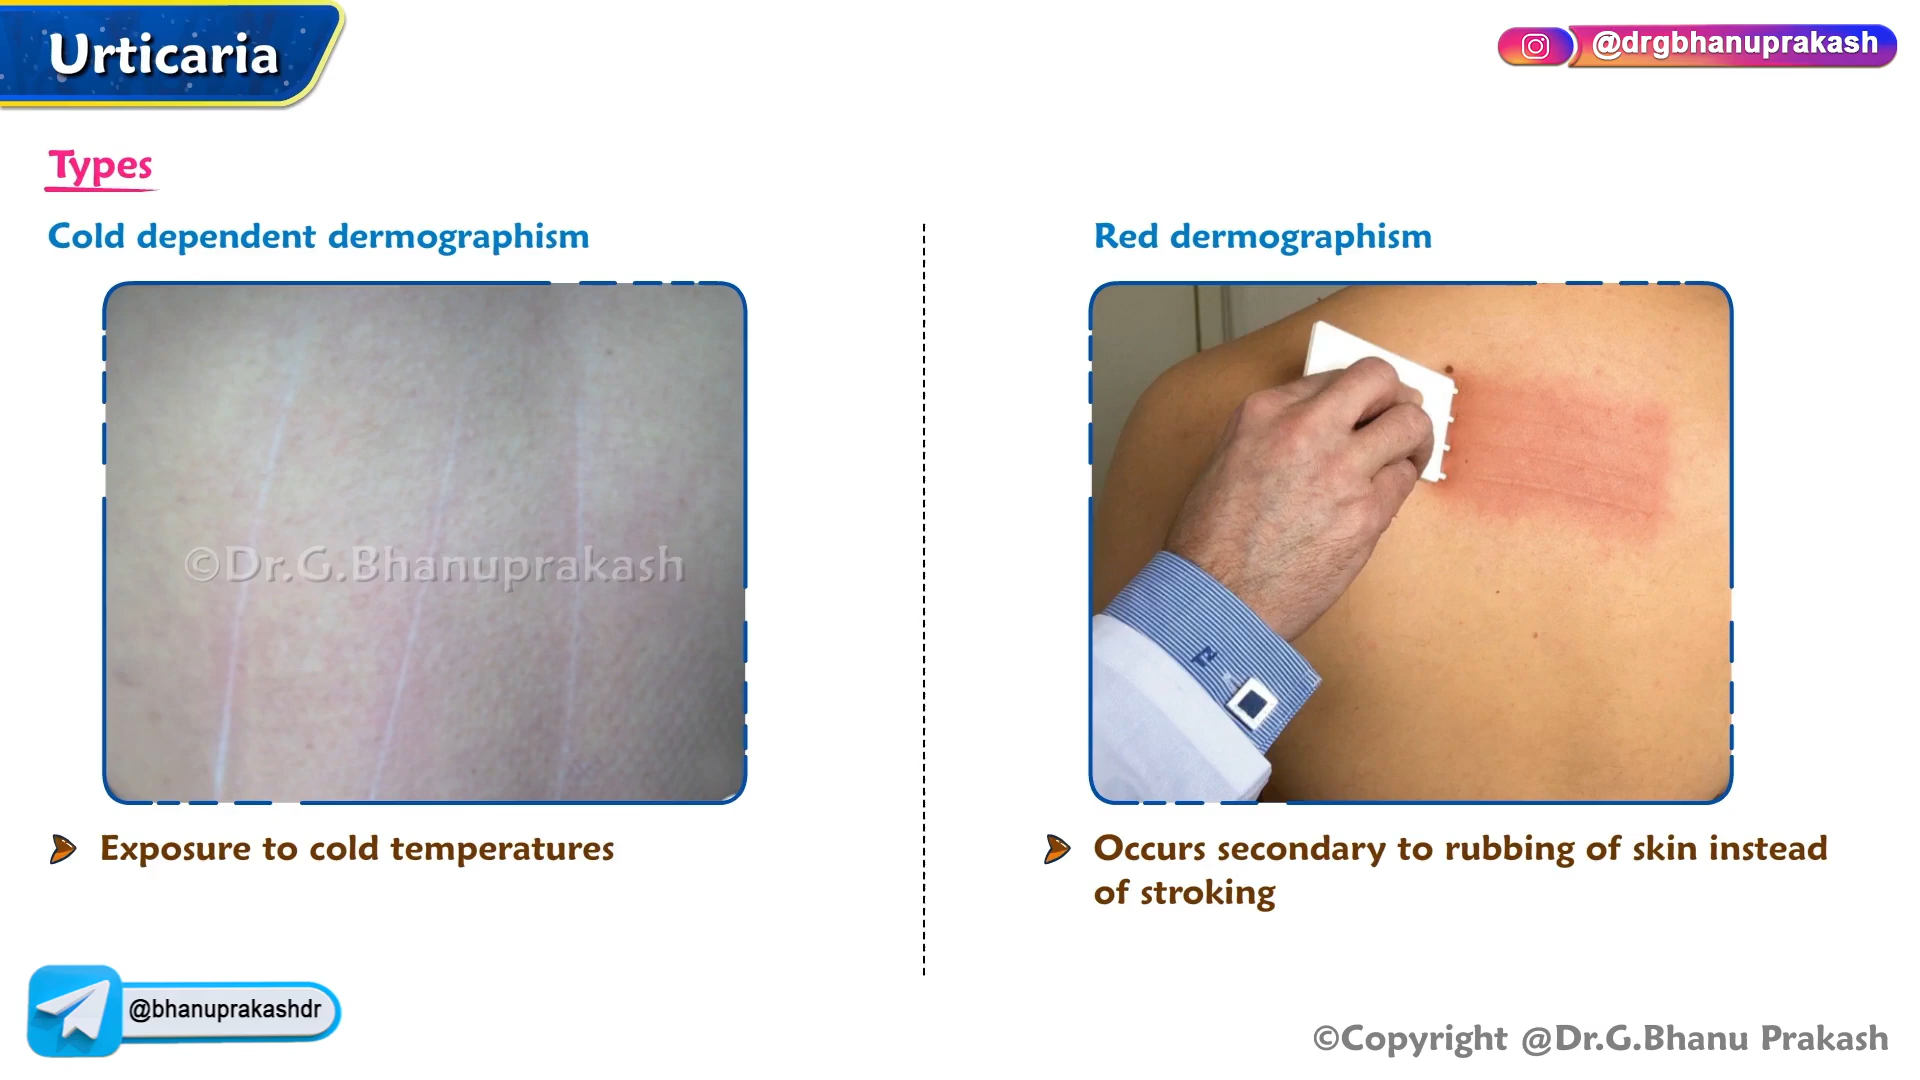 Urticaria
@drgbhanuprakash
Types
Cold dependent dermographism
Red dermographism
©Dr.G.Bhanuprakash
TZ
Exposure to cold temperatures
Occurs secondary to rubbing of skin instead
of stroking
@bhanuprakashdr
©Copyright @Dr.G.Bhanu Prakash